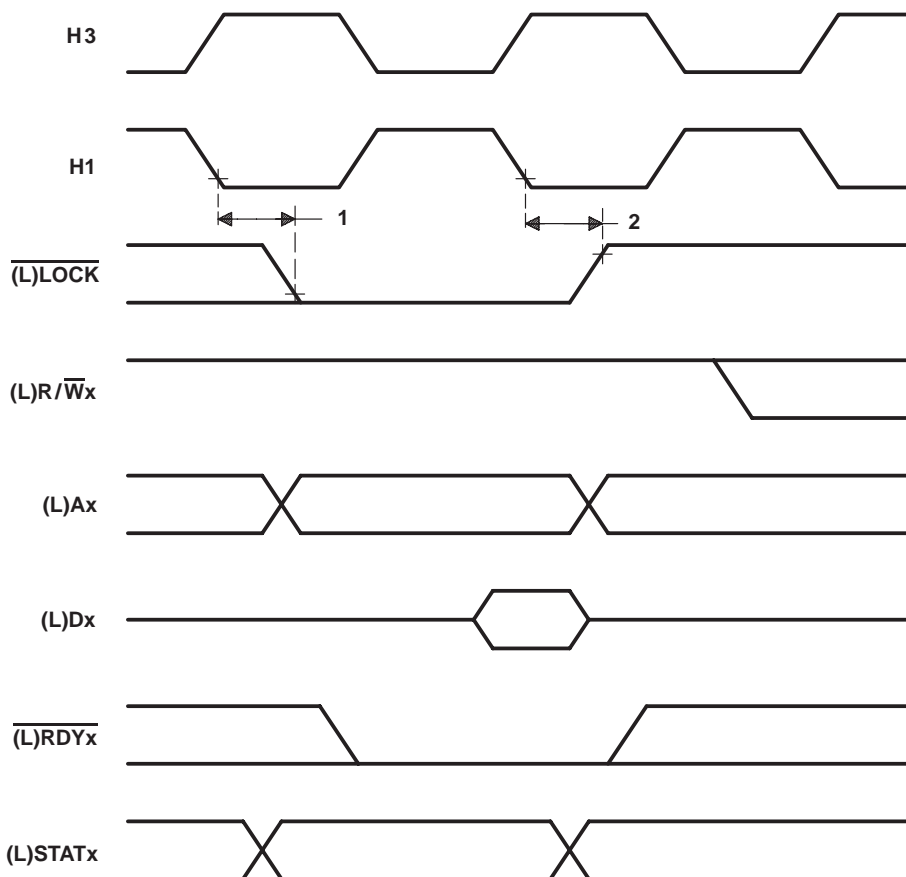 H3
H1
1
2
(L)LOCK
(L)R/Wx
(L)Ax
(L)Dx
(L)RDYx
(L)STATx